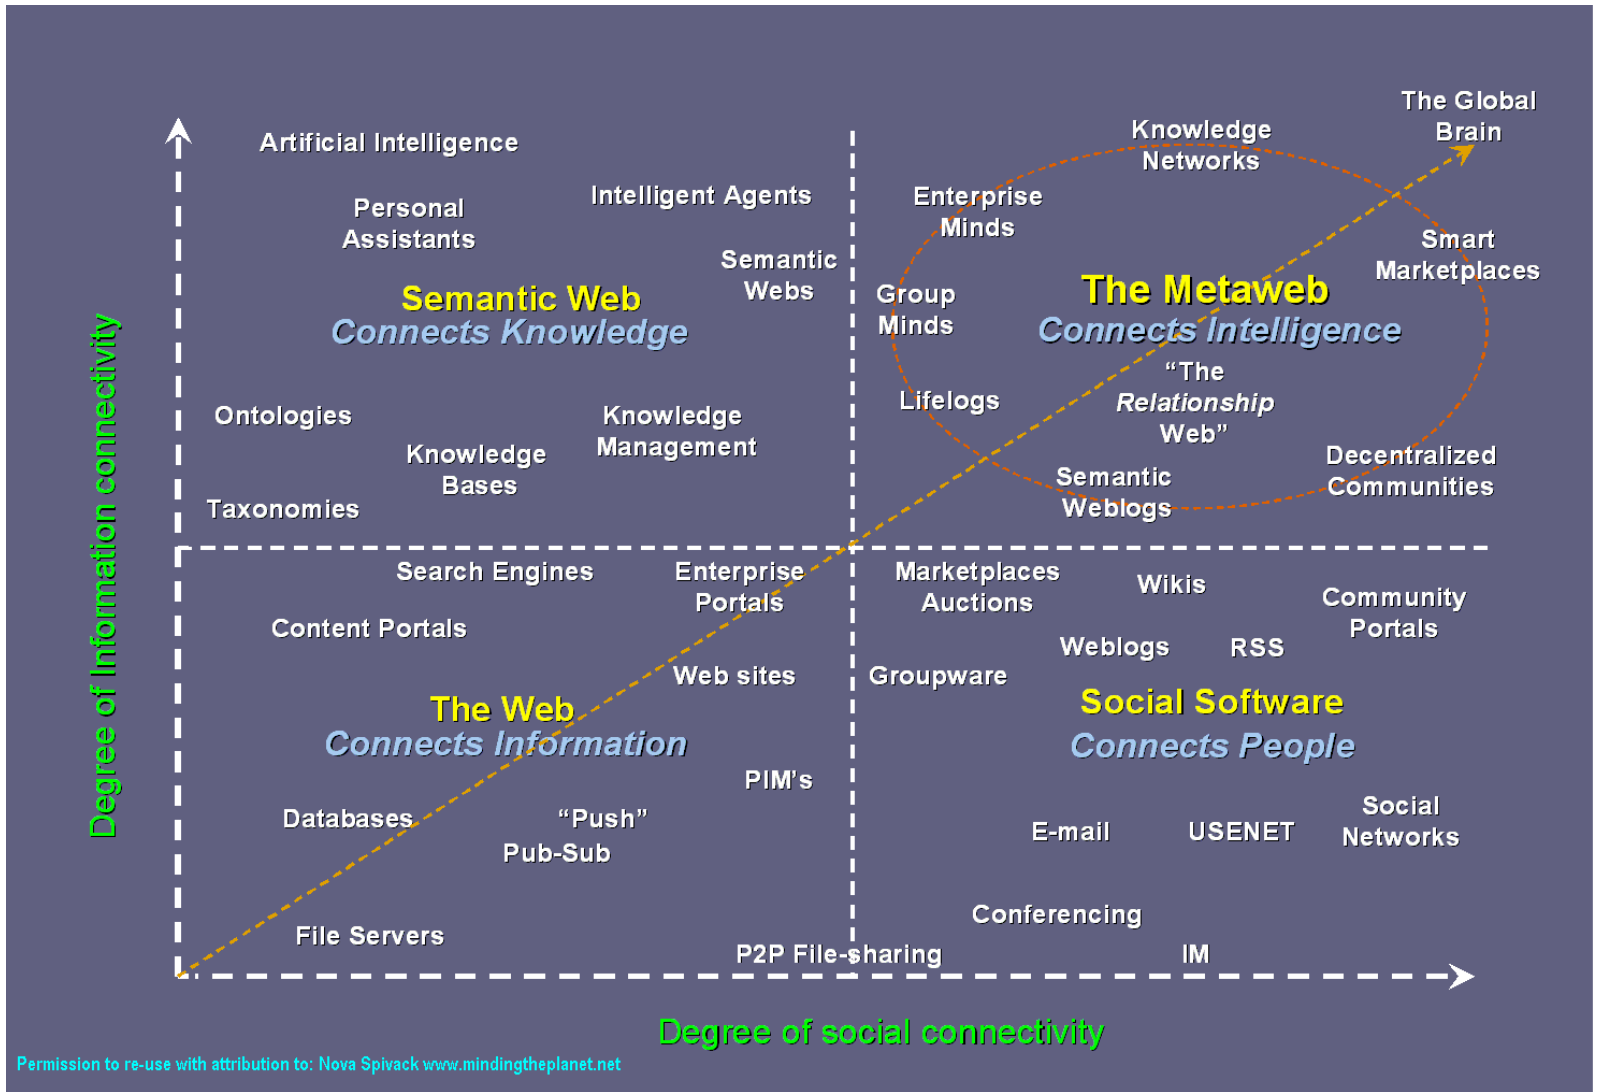 The Global
Brain
Artificial Intelligence
Knowledge
Networks
Personal
Assistants
Intelligent Agents
Enterprise
Minds
Semantic
Webs
Smart
Marketplaces
Semantic Web
Connects Knowledge
Group
Minds
The Metaweb
Connects Intelligence
“The
Relationship
Web”
Lifelogs
Ontologies
Knowledge
Management
Knowledge
Bases
Taxonomies
Semantic
Weblogs
Decentralized
Communities
Degree of Information connectivity
Search Engines
Enterprise
Portals
Content Portals
Web sites
The Web
Connects Information
PIM’s
Databases
“Push”
Pub-Sub
File Servers
P2P File-sharing
Marketplaces
Auctions
Wikis
Community
Portals
Weblogs
RSS
Groupware
Social Software
Connects People
E-mail
USENET
Social
Networks
Conferencing
IM
Degree of social connectivity
Permission to re-use with attribution to: Nova Spivack www.mindingtheplanet.net